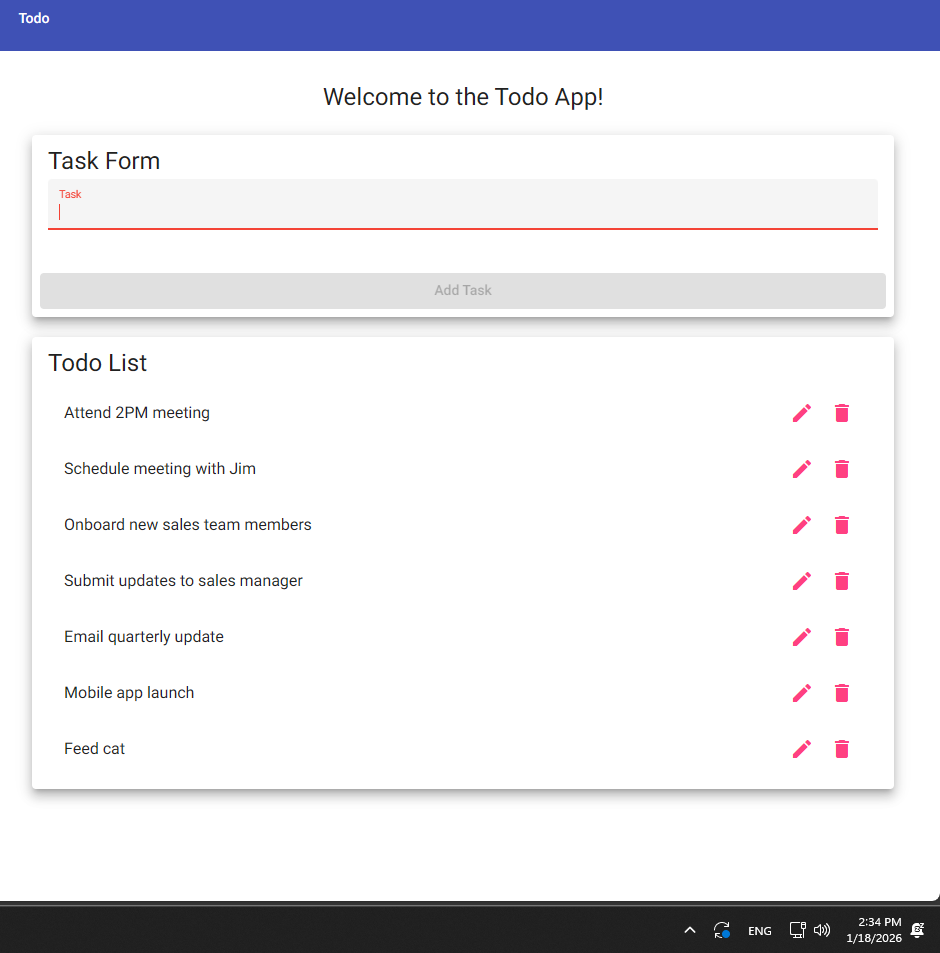 Todo
Welcome to the Todo App!
Task Form
Task
Add Task
Todo List
Attend 2PM meeting
Schedule meeting with Jim
Onboard new sales team members
Submit updates to sales manager
Email quarterly update
Mobile app launch
Feed cat
ENG
2:34 PM
1/18/2026